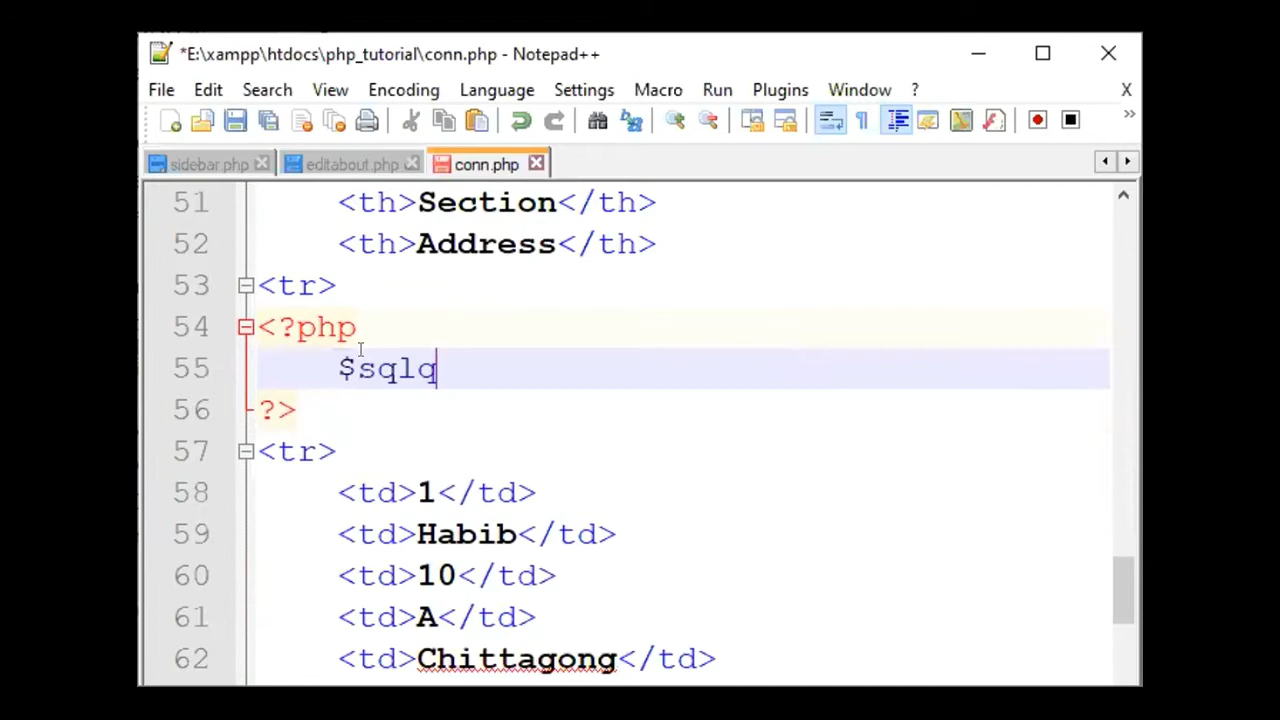 *E:\xampp\htdocs\php_tutorial\conn.php - Notepad++
File Edit Search View Encoding Language Settings Macro Run Plugins Window ? X
sidebar.php editabout.php conn.php
51 <th>Section</th>
52 <th>Address</th>
53 <tr>
54 <?php
55 $sqlq
56 ?>
57 <tr>
58 <td>1</td>
59 <td>Habib</td>
60 <td>10</td>
61 <td>A</td>
62 <td>Chittagong</td>